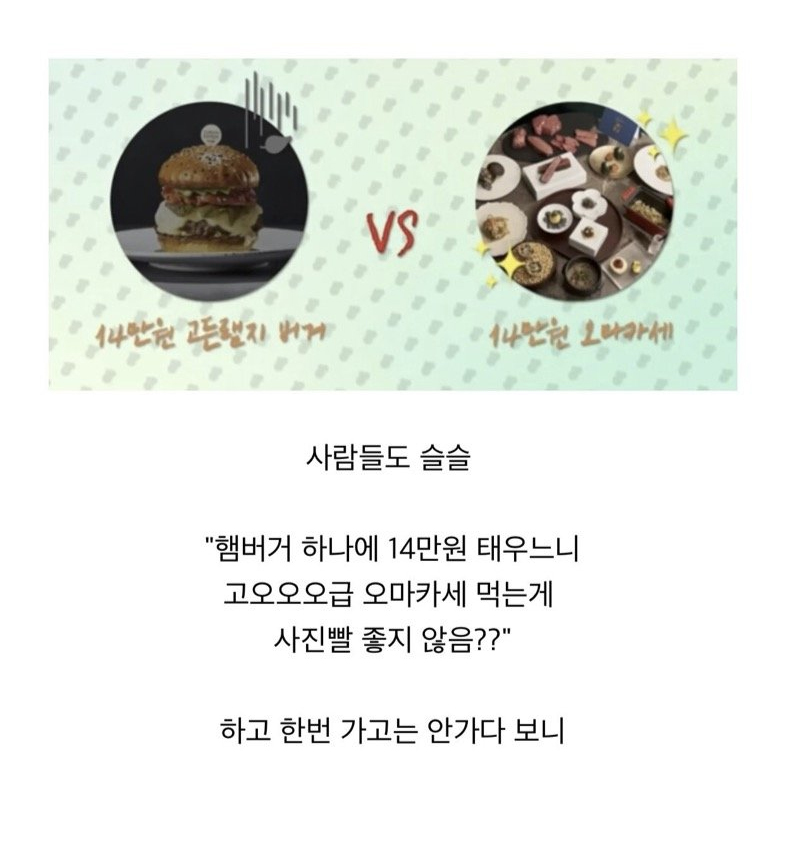 VS
14만원 고든램지 버거
14만원 오마카세
사람들도 슬슬
"햄버거 하나에 14만원 태우느니
고오오오급 오마카세 먹는게
사진빨 좋지 않음??"
하고 한번 가고는 안가다 보니